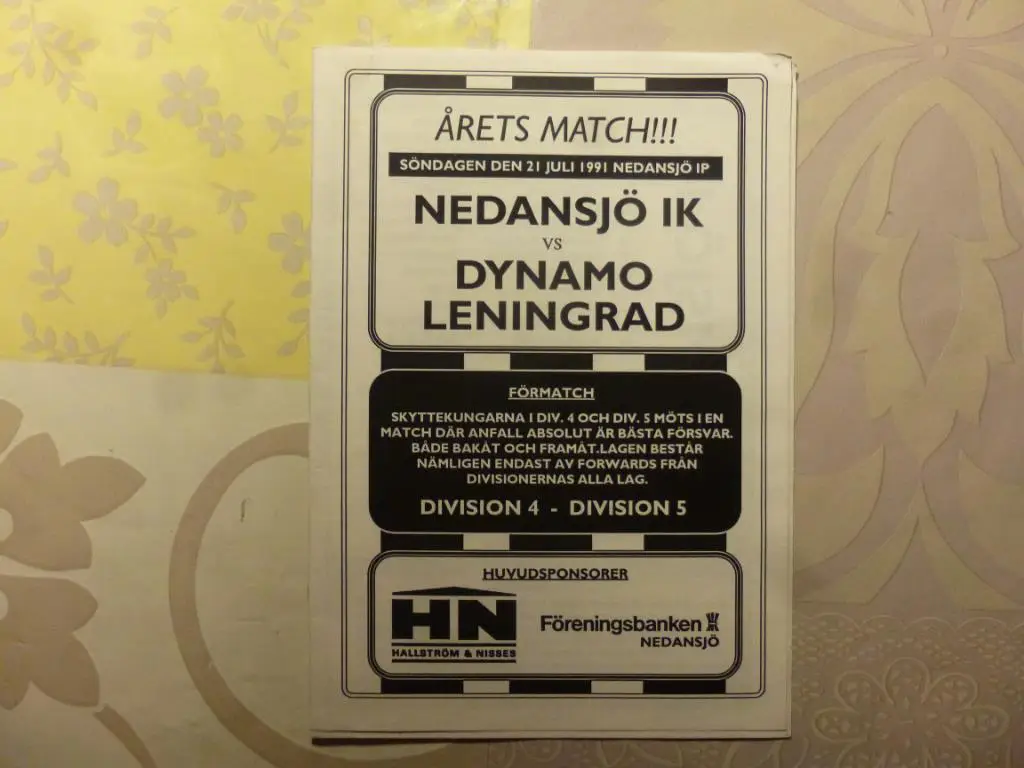 ÅRETS MATCH!!!
SÖNDAGEN DEN 21 JULI 1991 NEDANSJÖ IP
NEDANSJÖ IK
VS
DYNAMO
LENINGRAD
FÖRMATCH
SKYTTEKUNGARNA I DIV. 4 OCH DIV. 5 MÖTS I EN
MATCH DÄR ANFALL ABSOLUT ÄR BÄSTA FÖRSVAR.
BÅDE BAKÅT OCH FRAMÅT.LAGEN BESTÅR
NÄMLIGEN ENDAST AV FORWARDS FRÅN
DIVISIONERNAS ALLA LAG.
DIVISION 4 - DIVISION 5
HUVUDSPONSORER
HN
HALLSTRÖM & NISSES
Föreningsbanken
NEDANSJÖ